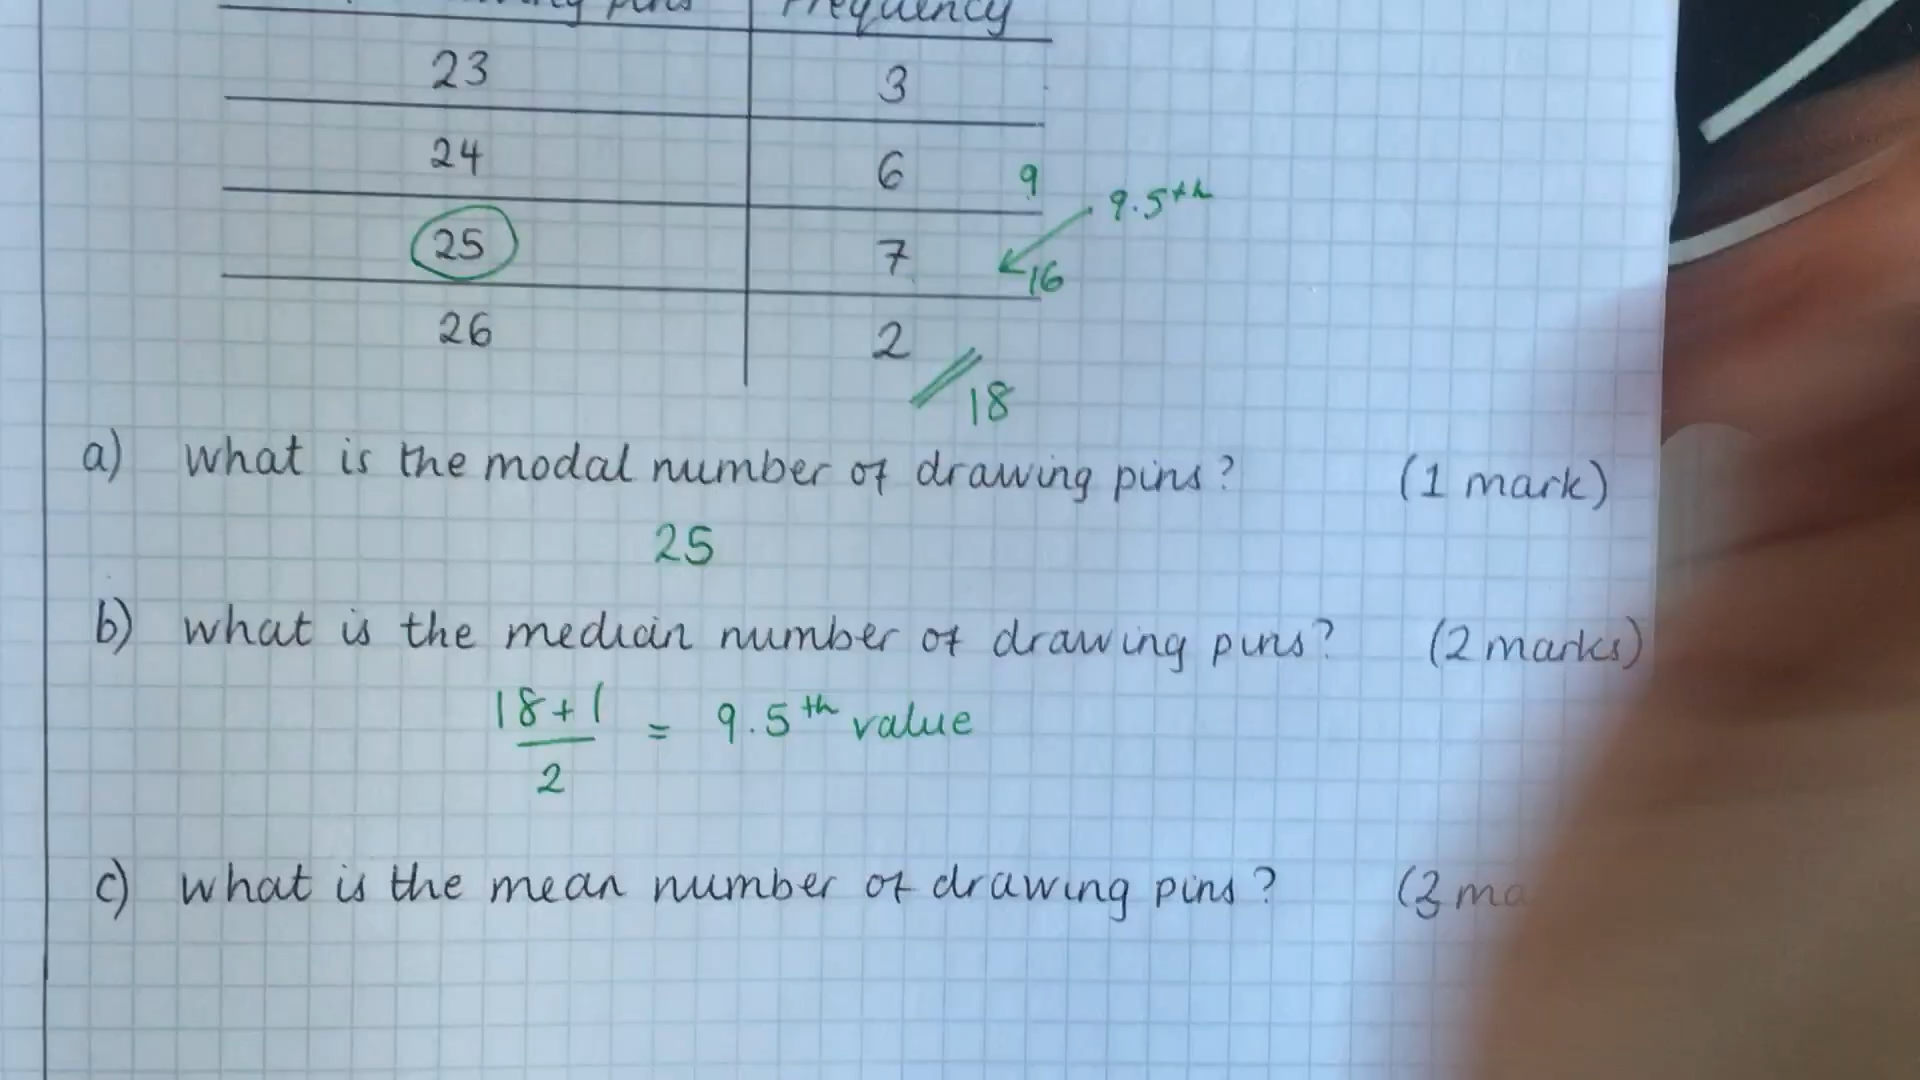 pins Frequency
23 3
24 6 9
9.5th
25 7 16
26 2
18
a) what is the modal number of drawing pins? (1 mark)
25
b) what is the median number of drawing pins? (2 marks)
18+1
= 9.5th value
2
c) what is the mean number of drawing pins? (3